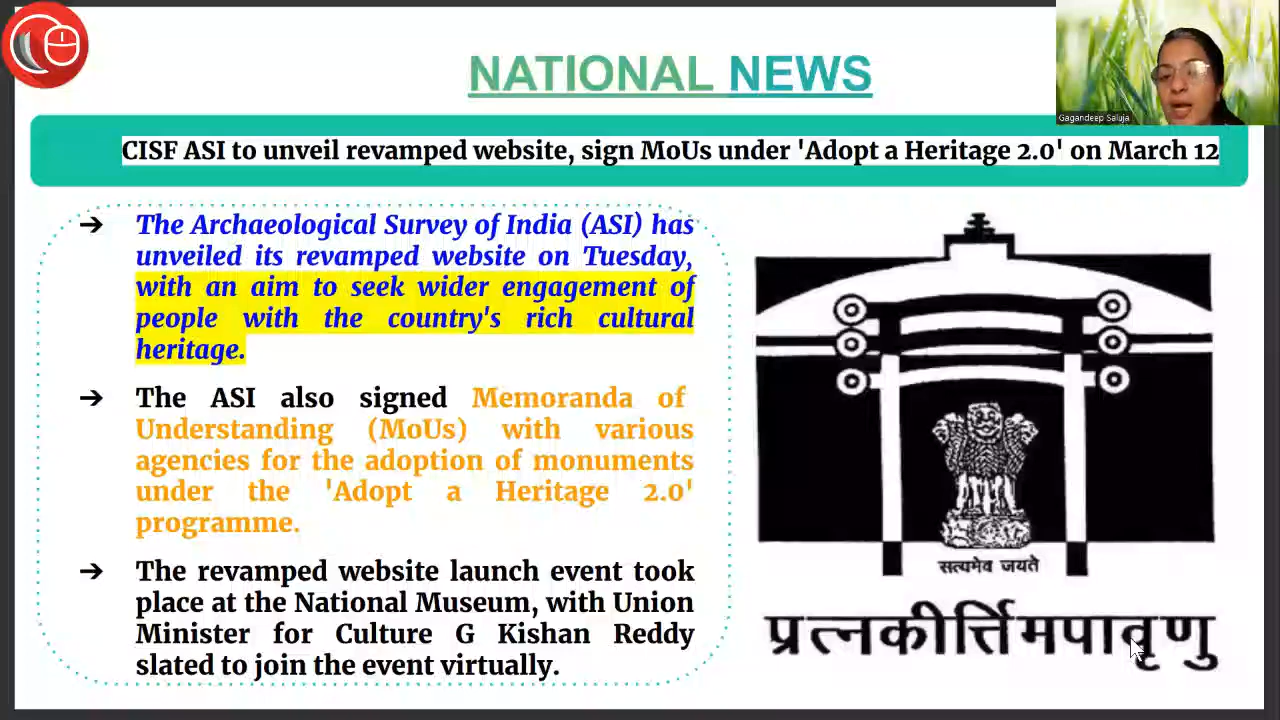 NATIONAL NEWS
Gagandeep Saluja
CISF ASI to unveil revamped website, sign MoUs under 'Adopt a Heritage 2.0' on March 12
➔ The Archaeological Survey of India (ASI) has
unveiled its revamped website on Tuesday,
with an aim to seek wider engagement of
people with the country's rich cultural
heritage.
➔ The ASI also signed Memoranda of
Understanding (MoUs) with various
agencies for the adoption of monuments
under the 'Adopt a Heritage 2.0'
programme.
➔ The revamped website launch event took
place at the National Museum, with Union
Minister for Culture G Kishan Reddy
slated to join the event virtually.
सत्यमेव जयते
प्रत्नकीर्त्तिमपावृणु